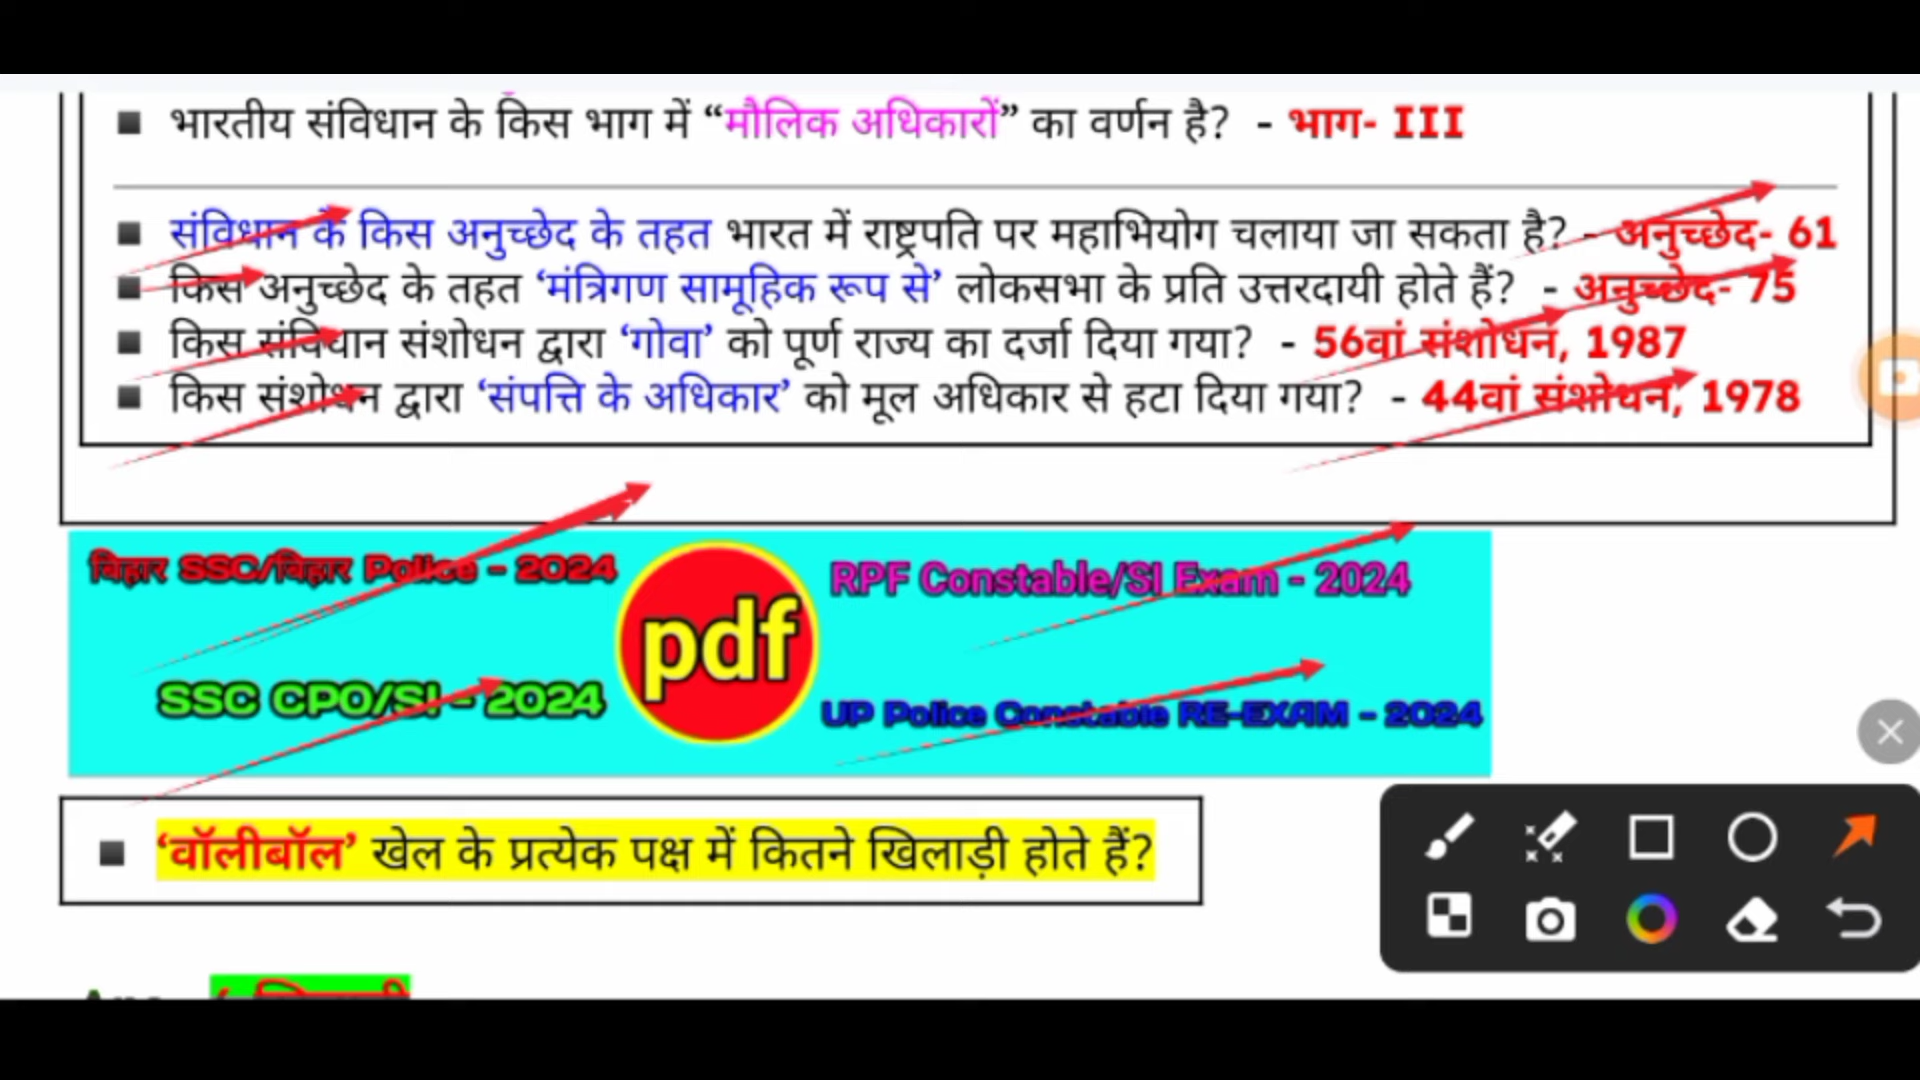 भारतीय संविधान के किस भाग में “मौलिक अधिकारों” का वर्णन है? - भाग- III
संविधान के किस अनुच्छेद के तहत भारत में राष्ट्रपति पर महाभियोग चलाया जा सकता है? - अनुच्छेद- 61
किस अनुच्छेद के तहत ‘मंत्रिगण सामूहिक रूप से’ लोकसभा के प्रति उत्तरदायी होते हैं? - अनुच्छेद- 75
किस संविधान संशोधन द्वारा ‘गोवा’ को पूर्ण राज्य का दर्जा दिया गया? - 56वां संशोधन, 1987
किस संशोधन द्वारा ‘संपत्ति के अधिकार’ को मूल अधिकार से हटा दिया गया? - 44वां संशोधन, 1978
बिहार SSC/बिहार Police - 2024
RPF Constable/SI Exam - 2024
pdf
SSC CPO/SI - 2024
UP Police Constable RE-EXAM - 2024
‘वॉलीबॉल’ खेल के प्रत्येक पक्ष में कितने खिलाड़ी होते हैं?